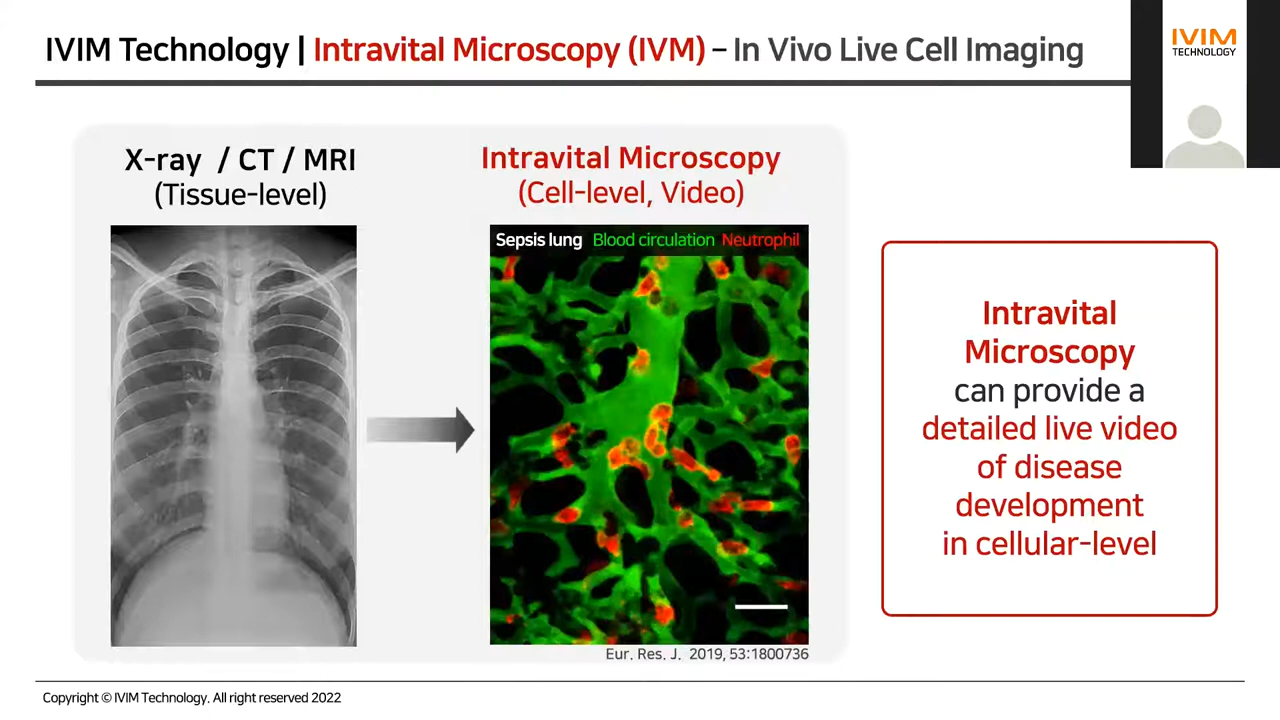 IVIM Technology | Intravital Microscopy (IVM) – In Vivo Live Cell Imaging
IVIM
TECHNOLOGY
X-ray / CT / MRI
(Tissue-level)
Intravital Microscopy
(Cell-level, Video)
Sepsis lung Blood circulation Neutrophil
Eur. Res. J. 2019, 53:1800736
Intravital
Microscopy
can provide a
detailed live video
of disease
development
in cellular-level
Copyright © IVIM Technology. All right reserved 2022